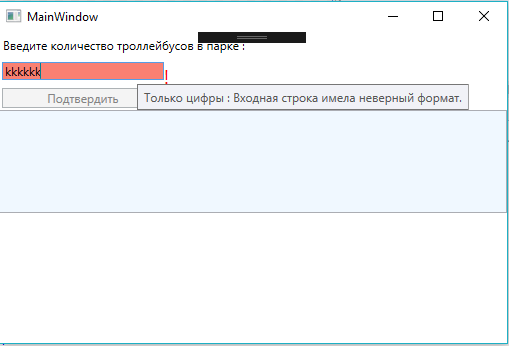 MainWindow
Введите количество троллейбусов в парке :
kkkkkk
!
Подтвердить
Только цифры : Входная строка имела неверный формат.